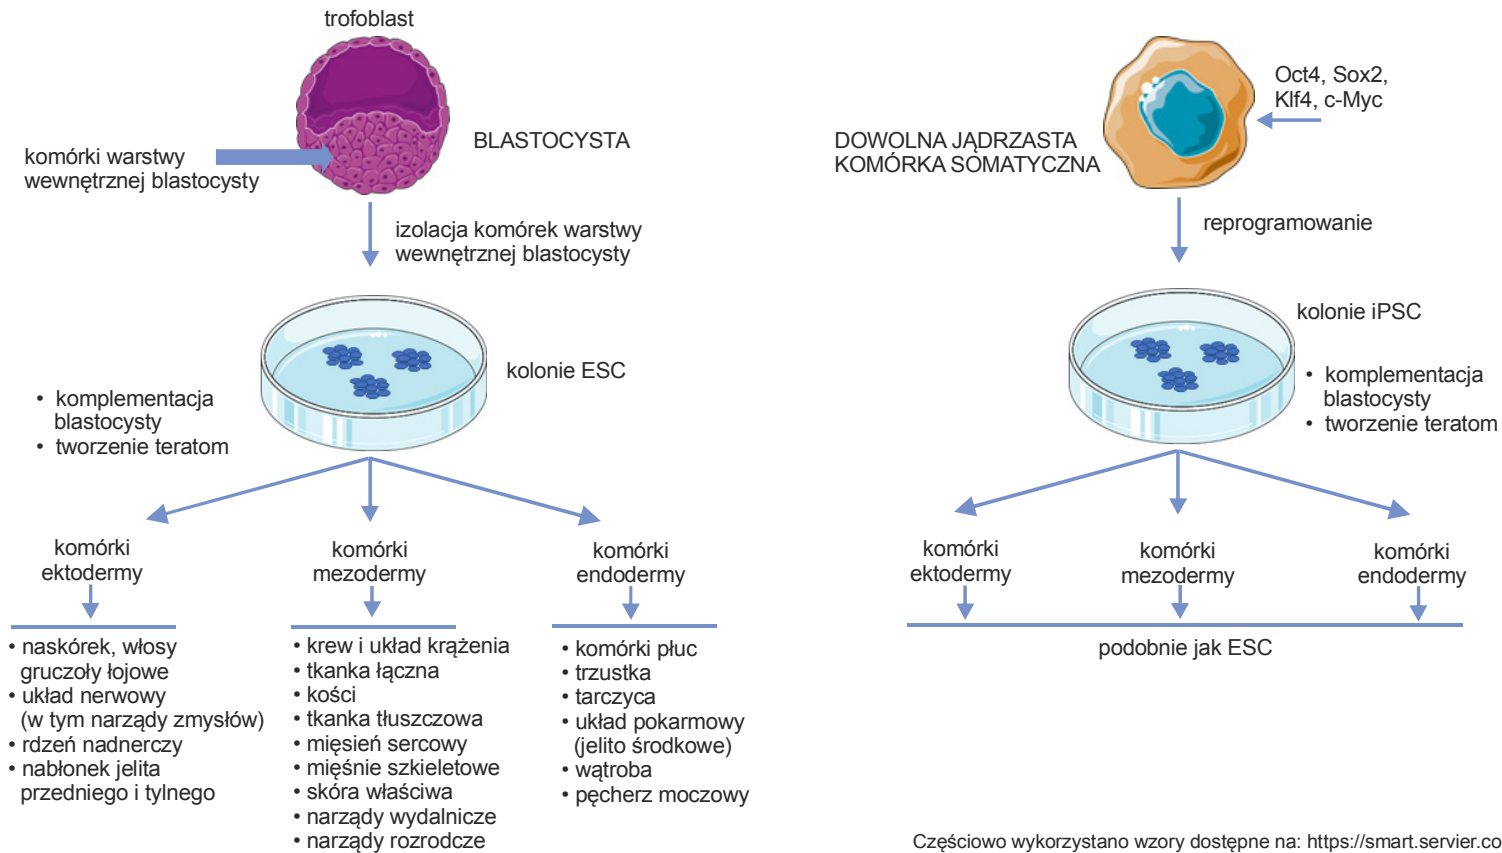 trofoblast
komórki warstwy
wewnętrznej blastocysty
BLASTOCYSTA
izolacja komórek warstwy
wewnętrznej blastocysty
kolonie ESC
• komplementacja
blastocysty
• tworzenie teratom
komórki
ektodermy
komórki
mezodermy
komórki
endodermy
• naskórek, włosy
gruczoły łojowe
• układ nerwowy
(w tym narządy zmysłów)
• rdzeń nadnerczy
• nabłonek jelita
przedniego i tylnego
• krew i układ krążenia
• tkanka łączna
• kości
• tkanka tłuszczowa
• mięsień sercowy
• mięśnie szkieletowe
• skóra właściwa
• narządy wydalnicze
• narządy rozrodcze
• komórki płuc
• trzustka
• tarczyca
• układ pokarmowy
(jelito środkowe)
• wątroba
• pęcherz moczowy
DOWOLNA JĄDRZASTA
KOMÓRKA SOMATYCZNA
Oct4, Sox2,
Klf4, c-Myc
reprogramowanie
kolonie iPSC
• komplementacja
blastocysty
• tworzenie teratom
komórki
ektodermy
komórki
mezodermy
komórki
endodermy
podobnie jak ESC
Częściowo wykorzystano wzory dostępne na: https://smart.servier.co